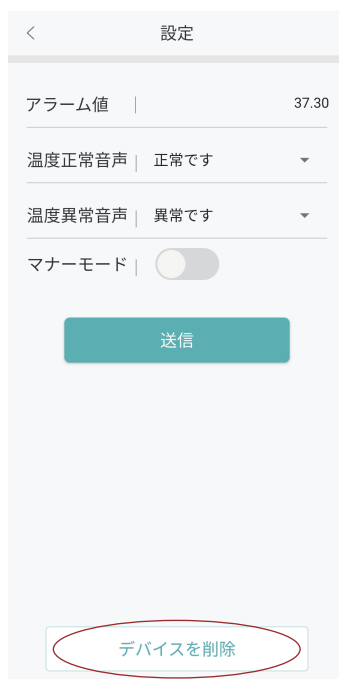 設定
アラーム値 37.30
温度正常音声 正常です
温度異常音声 異常です
マナーモード
送信
デバイスを削除